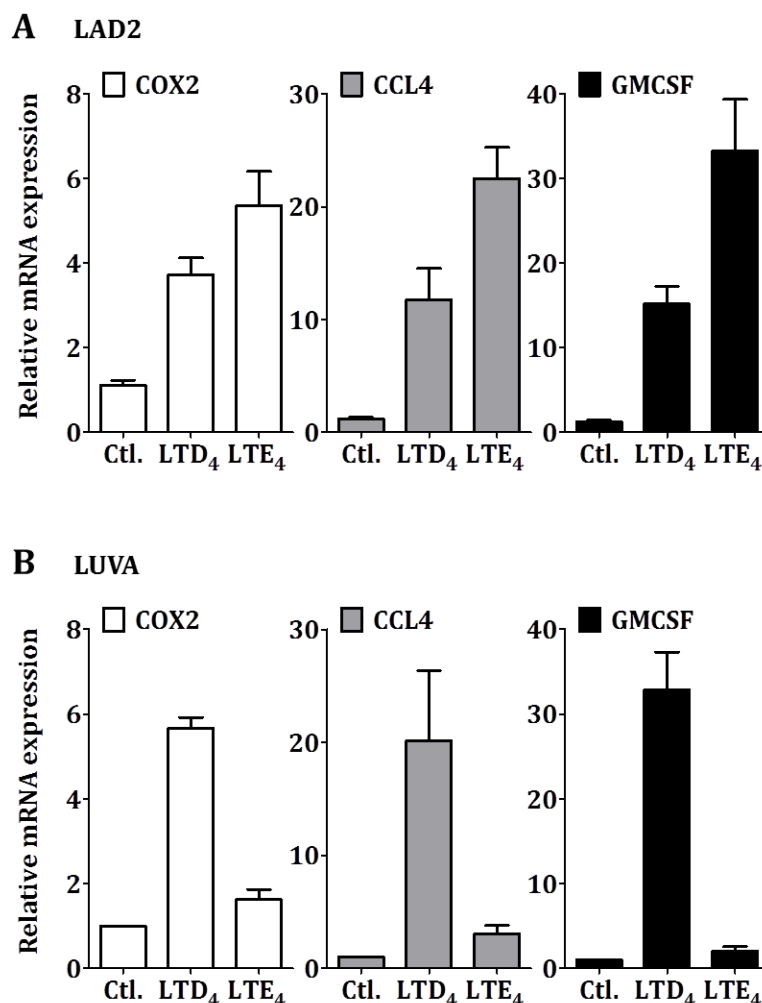 A LAD2
COX2 CCL4 GMCSF
Relative mRNA expression
8 6 4 2 0
30 20 10 0
40 30 20 10 0
Ctl. LTD₄ LTE₄ Ctl. LTD₄ LTE₄ Ctl. LTD₄ LTE₄
B LUVA
COX2 CCL4 GMCSF
Relative mRNA expression
8 6 4 2 0
30 20 10 0
40 30 20 10 0
Ctl. LTD₄ LTE₄ Ctl. LTD₄ LTE₄ Ctl. LTD₄ LTE₄